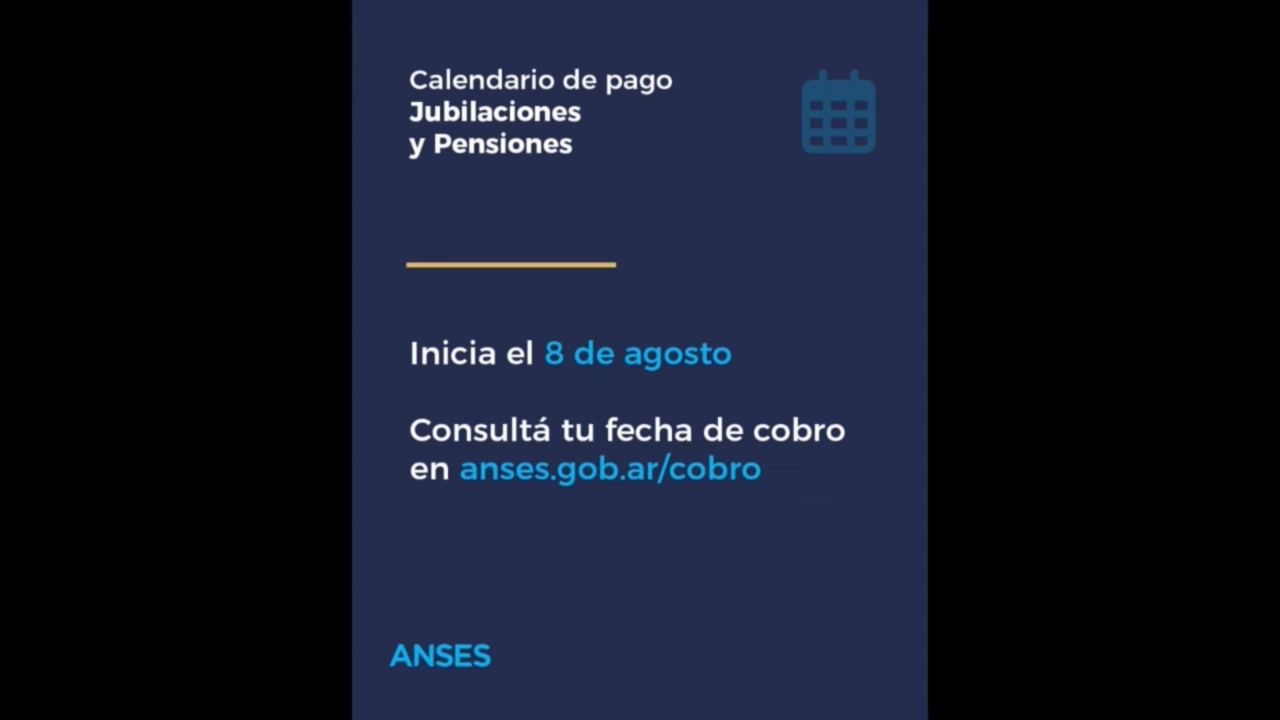 Calendario de pago
Jubilaciones
y Pensiones
Inicia el 8 de agosto
Consultá tu fecha de cobro
en anses.gob.ar/cobro
ANSES